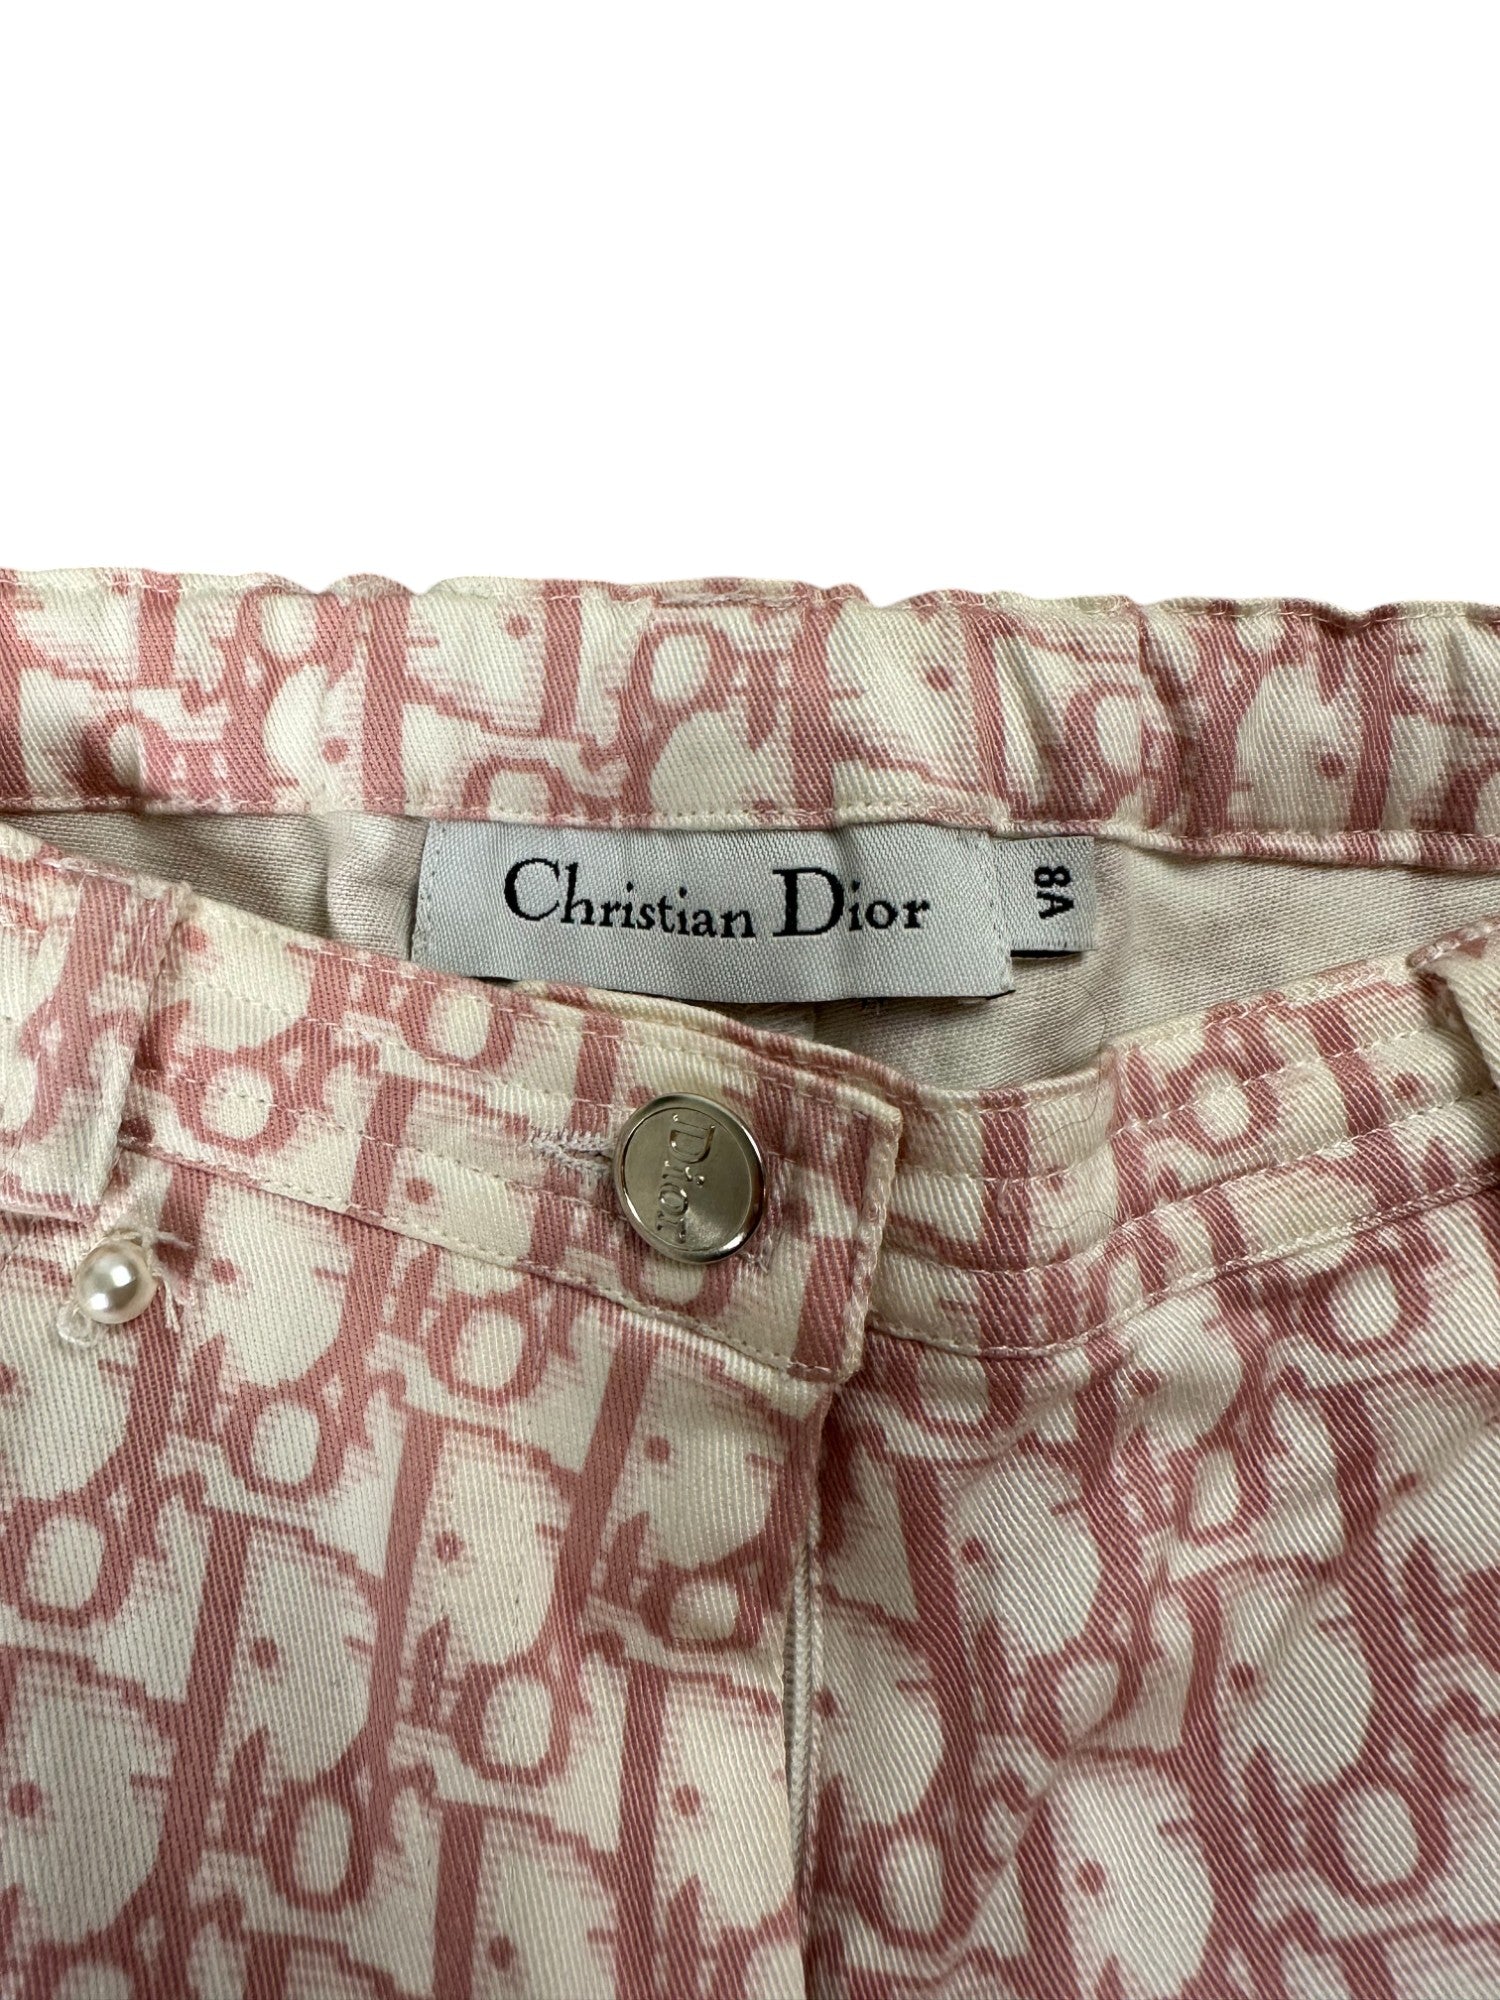 Christian Dior
8A
.Dior